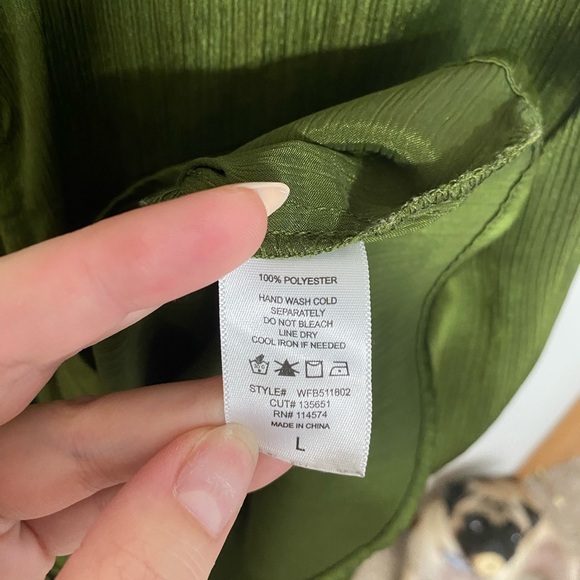 100% POLYESTER
HAND WASH COLD
SEPARATELY
DO NOT BLEACH
LINE DRY
COOL IRON IF NEEDED
STYLE# WFB511802
CUT# 135651
RN# 114574
MADE IN CHINA
L